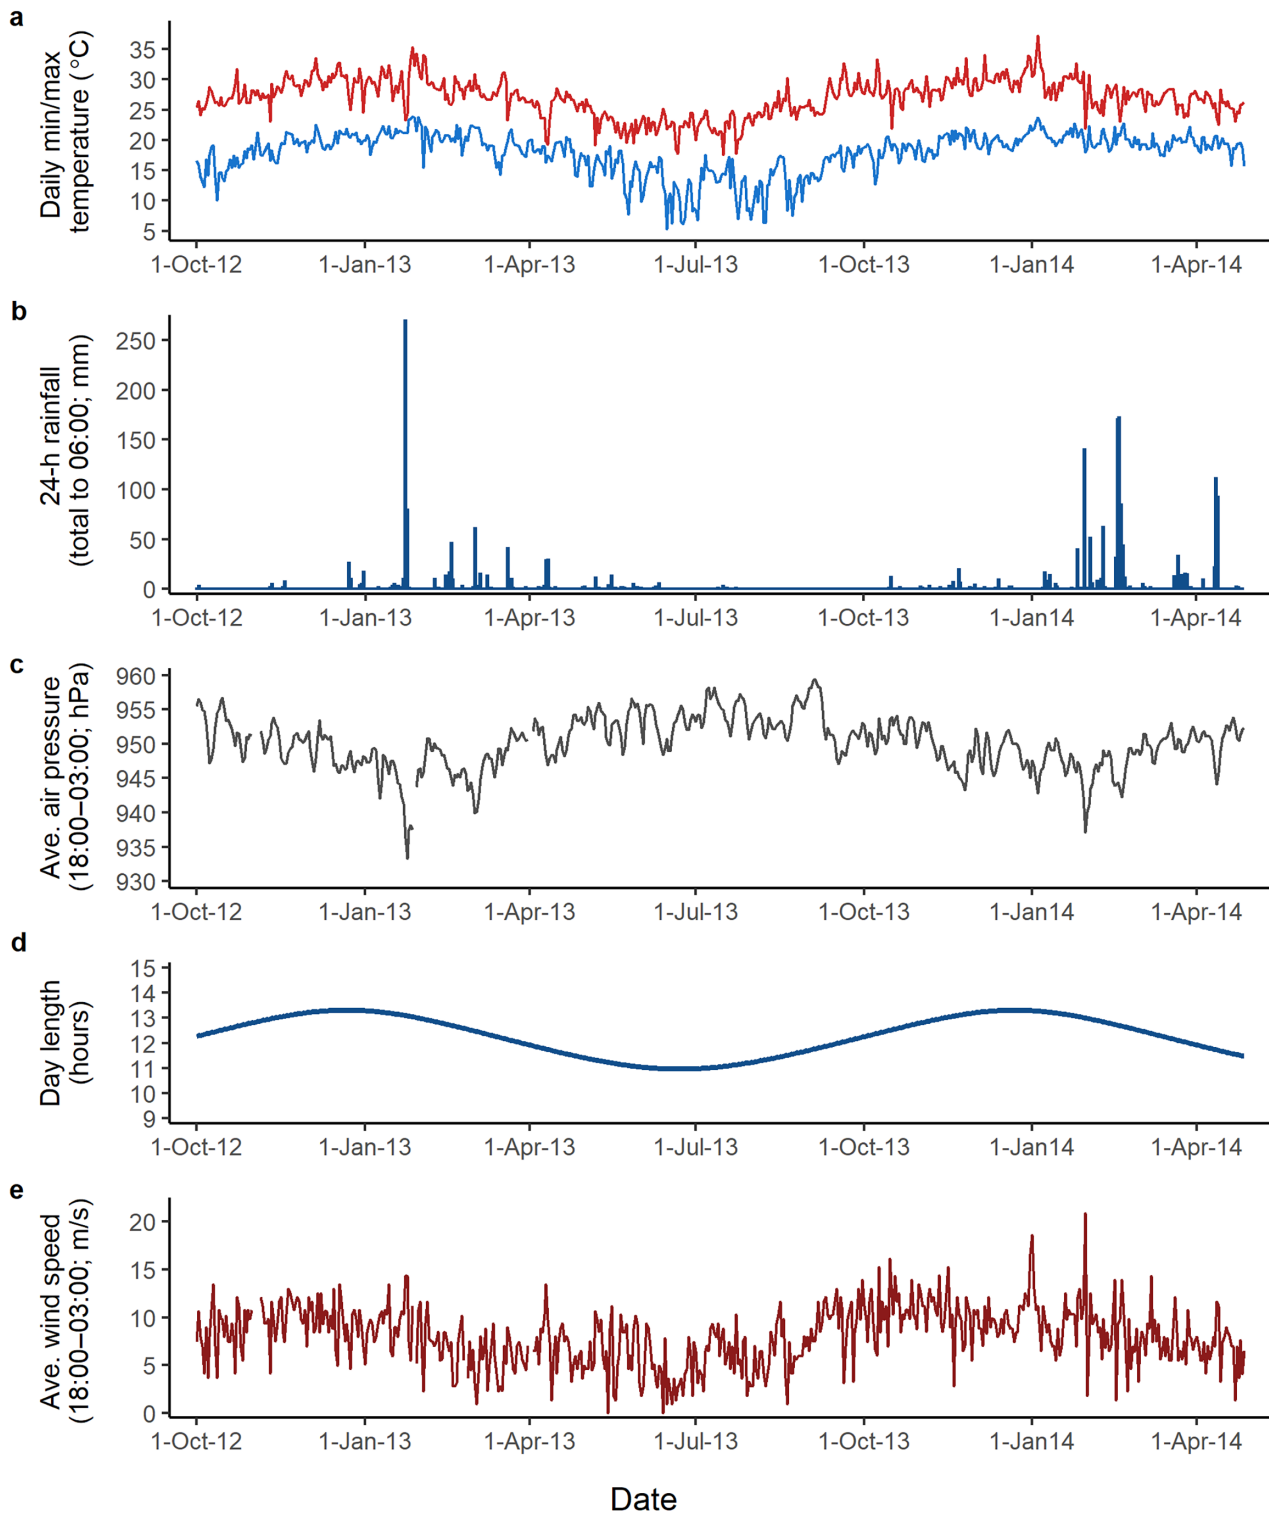 a
Daily min/max
temperature (°C)
35
30
25
20
15
10
5
1-Oct-12 1-Jan-13 1-Apr-13 1-Jul-13 1-Oct-13 1-Jan14 1-Apr-14
b
24-h rainfall
(total to 06:00; mm)
250
200
150
100
50
0
1-Oct-12 1-Jan-13 1-Apr-13 1-Jul-13 1-Oct-13 1-Jan14 1-Apr-14
c
Ave. air pressure
(18:00–03:00; hPa)
960
955
950
945
940
935
930
1-Oct-12 1-Jan-13 1-Apr-13 1-Jul-13 1-Oct-13 1-Jan14 1-Apr-14
d
Day length
(hours)
15
14
13
12
11
10
9
1-Oct-12 1-Jan-13 1-Apr-13 1-Jul-13 1-Oct-13 1-Jan14 1-Apr-14
e
Ave. wind speed
(18:00–03:00; m/s)
20
15
10
5
0
1-Oct-12 1-Jan-13 1-Apr-13 1-Jul-13 1-Oct-13 1-Jan14 1-Apr-14
Date